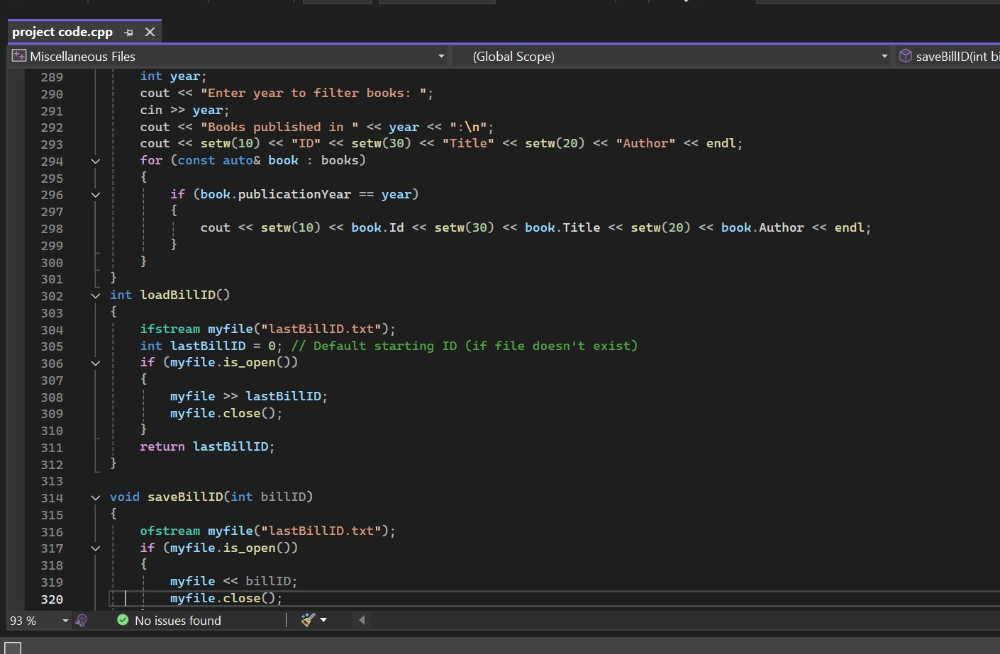 project code.cpp
Miscellaneous Files (Global Scope) saveBillID(int bi
289 int year;
290 cout << "Enter year to filter books: ";
291 cin >> year;
292 cout << "Books published in " << year << ":\n";
293 cout << setw(10) << "ID" << setw(30) << "Title" << setw(20) << "Author" << endl;
294 for (const auto& book : books)
295 {
296 if (book.publicationYear == year)
297 {
298 cout << setw(10) << book.Id << setw(30) << book.Title << setw(20) << book.Author << endl;
299 }
300 }
301 }
302 int loadBillID()
303 {
304 ifstream myfile("lastBillID.txt");
305 int lastBillID = 0; // Default starting ID (if file doesn't exist)
306 if (myfile.is_open())
307 {
308 myfile >> lastBillID;
309 myfile.close();
310 }
311 return lastBillID;
312 }
313
314 void saveBillID(int billID)
315 {
316 ofstream myfile("lastBillID.txt");
317 if (myfile.is_open())
318 {
319 myfile << billID;
320 myfile.close();
93 % No issues found